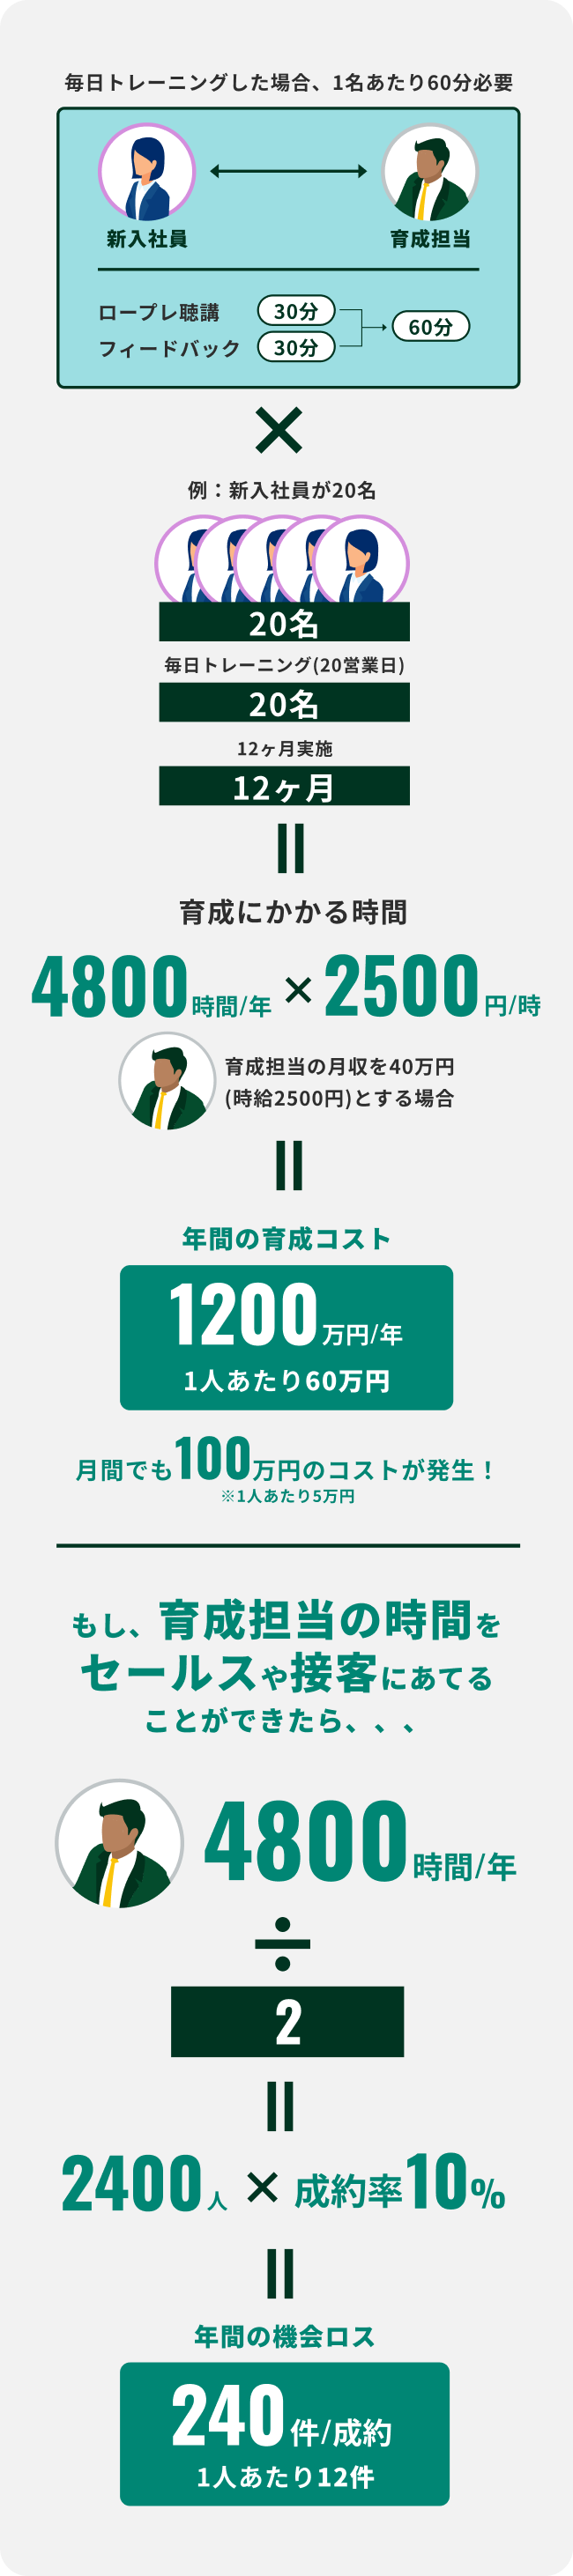 毎日トレーニングした場合、1名あたり60分必要
新入社員
育成担当
ロープレ聴講 30分
フィードバック 30分
60分
×
例：新入社員が20名
20名
毎日トレーニング(20営業日)
20名
12ヶ月実施
12ヶ月
=
育成にかかる時間
4800時間/年 × 2500円/時
育成担当の月収を40万円
(時給2500円)とする場合
=
年間の育成コスト
1200万円/年
1人あたり60万円
月間でも100万円のコストが発生！
※1人あたり5万円
もし、育成担当の時間を
セールスや接客にあてる
ことができたら、、、
4800時間/年
÷
2
=
2400人 × 成約率10%
=
年間の機会ロス
240件/成約
1人あたり12件